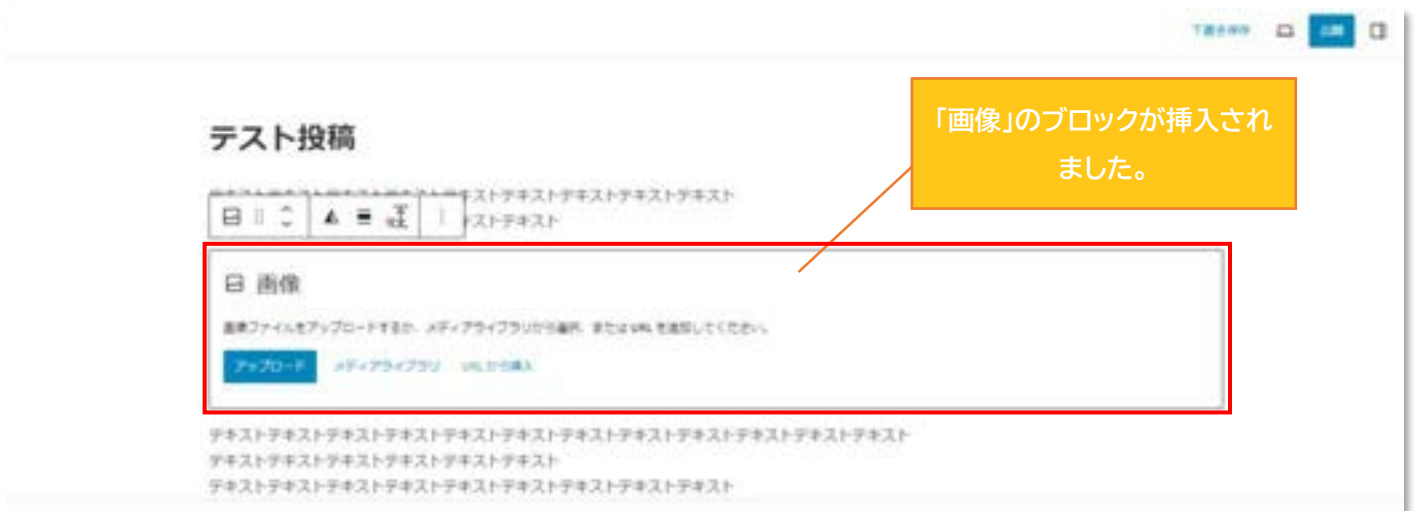 下書き保存 公開
「画像」のブロックが挿入され
ました。
テスト投稿
キストテキストテキストテキストテキスト
キストテキスト
画像
画像ファイルをアップロードするか、メディアライブラリから選択、または URL を追加してください。
アップロード メディアライブラリ URL から挿入
テキストテキストテキストテキストテキストテキストテキストテキストテキストテキストテキストテキスト
テキストテキストテキストテキストテキストテキスト
テキストテキストテキストテキストテキストテキストテキストテキストテキスト